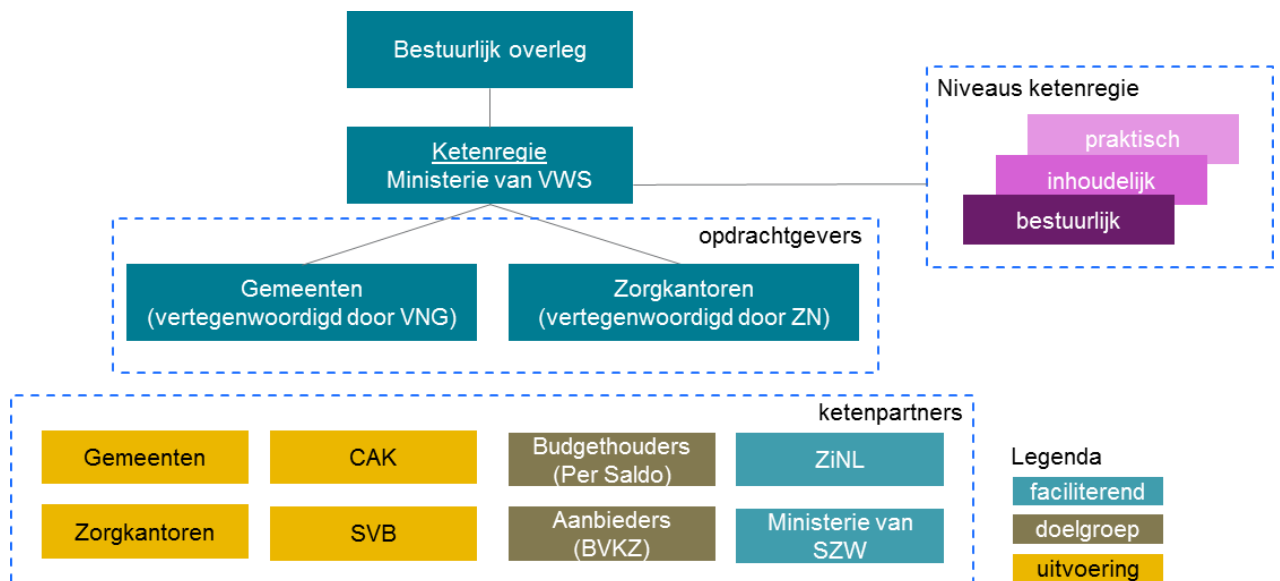 Bestuurlijk overleg
Ketenregie
Ministerie van VWS
Niveaus ketenregie
praktisch
inhoudelijk
bestuurlijk
opdrachtgevers
Gemeenten
(vertegenwoordigd door VNG)
Zorgkantoren
(vertegenwoordigd door ZN)
ketenpartners
Gemeenten
CAK
Budgethouders
(Per Saldo)
ZiNL
Zorgkantoren
SVB
Aanbieders
(BVKZ)
Ministerie van
SZW
Legenda
faciliterend
doelgroep
uitvoering